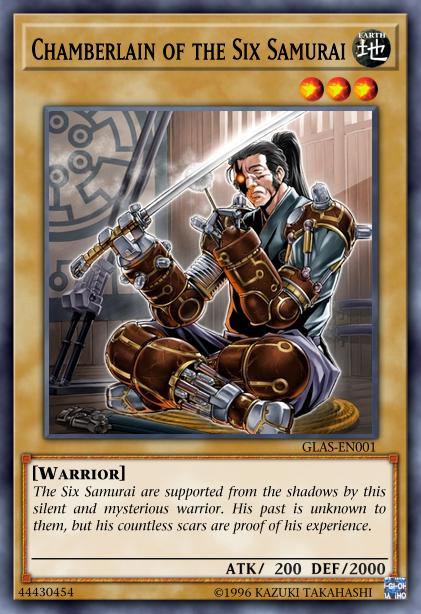 CHAMBERLAIN OF THE SIX SAMURAI
EARTH
地
GLAS-EN001
[WARRIOR]
The Six Samurai are supported from the shadows by this
silent and mysterious warrior. His past is unknown to
them, but his countless scars are proof of his experience.
ATK/ 200 DEF/2000
44430454
©1996 KAZUKI TAKAHASHI